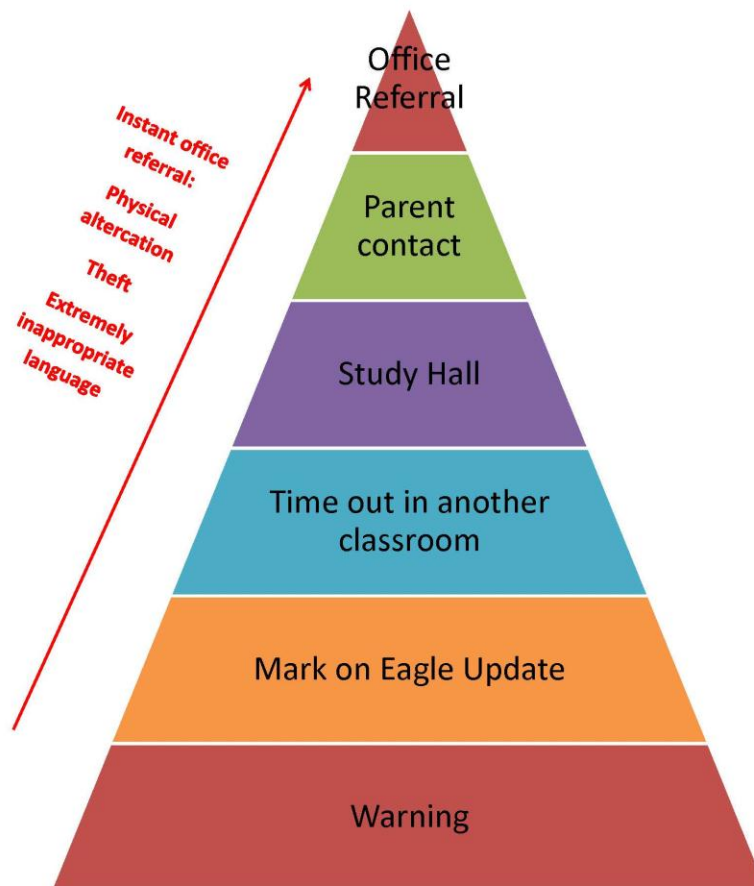 Office
Referral
Instant office
referral:
Physical
altercation
Theft
Extremely
inappropriate
language
Parent
contact
Study Hall
Time out in another
classroom
Mark on Eagle Update
Warning